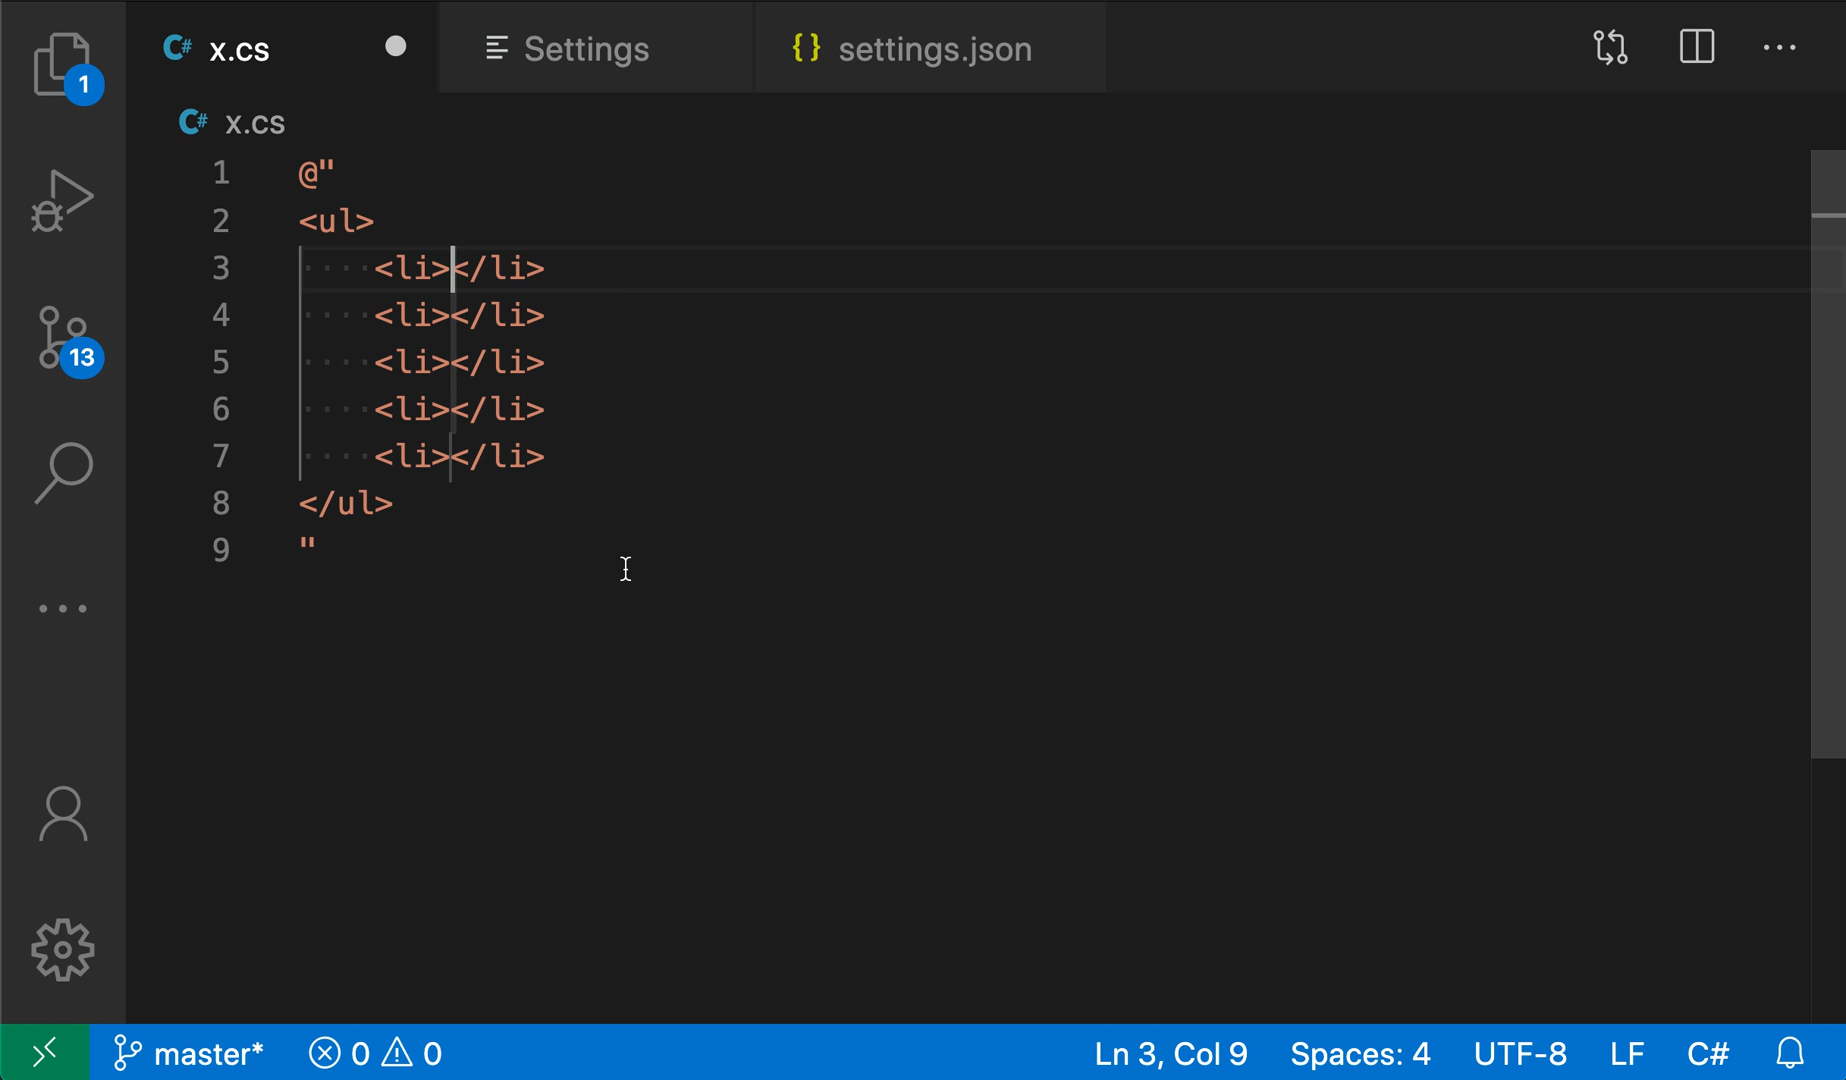 C# x.cs
Settings
{} settings.json
1
C# x.cs
1 @"
2 <ul>
3 ····<li></li>
4 ····<li></li>
5 ····<li></li>
6 ····<li></li>
7 ····<li></li>
8 </ul>
9 "
13
master* 0 0 Ln 3, Col 9 Spaces: 4 UTF-8 LF C#